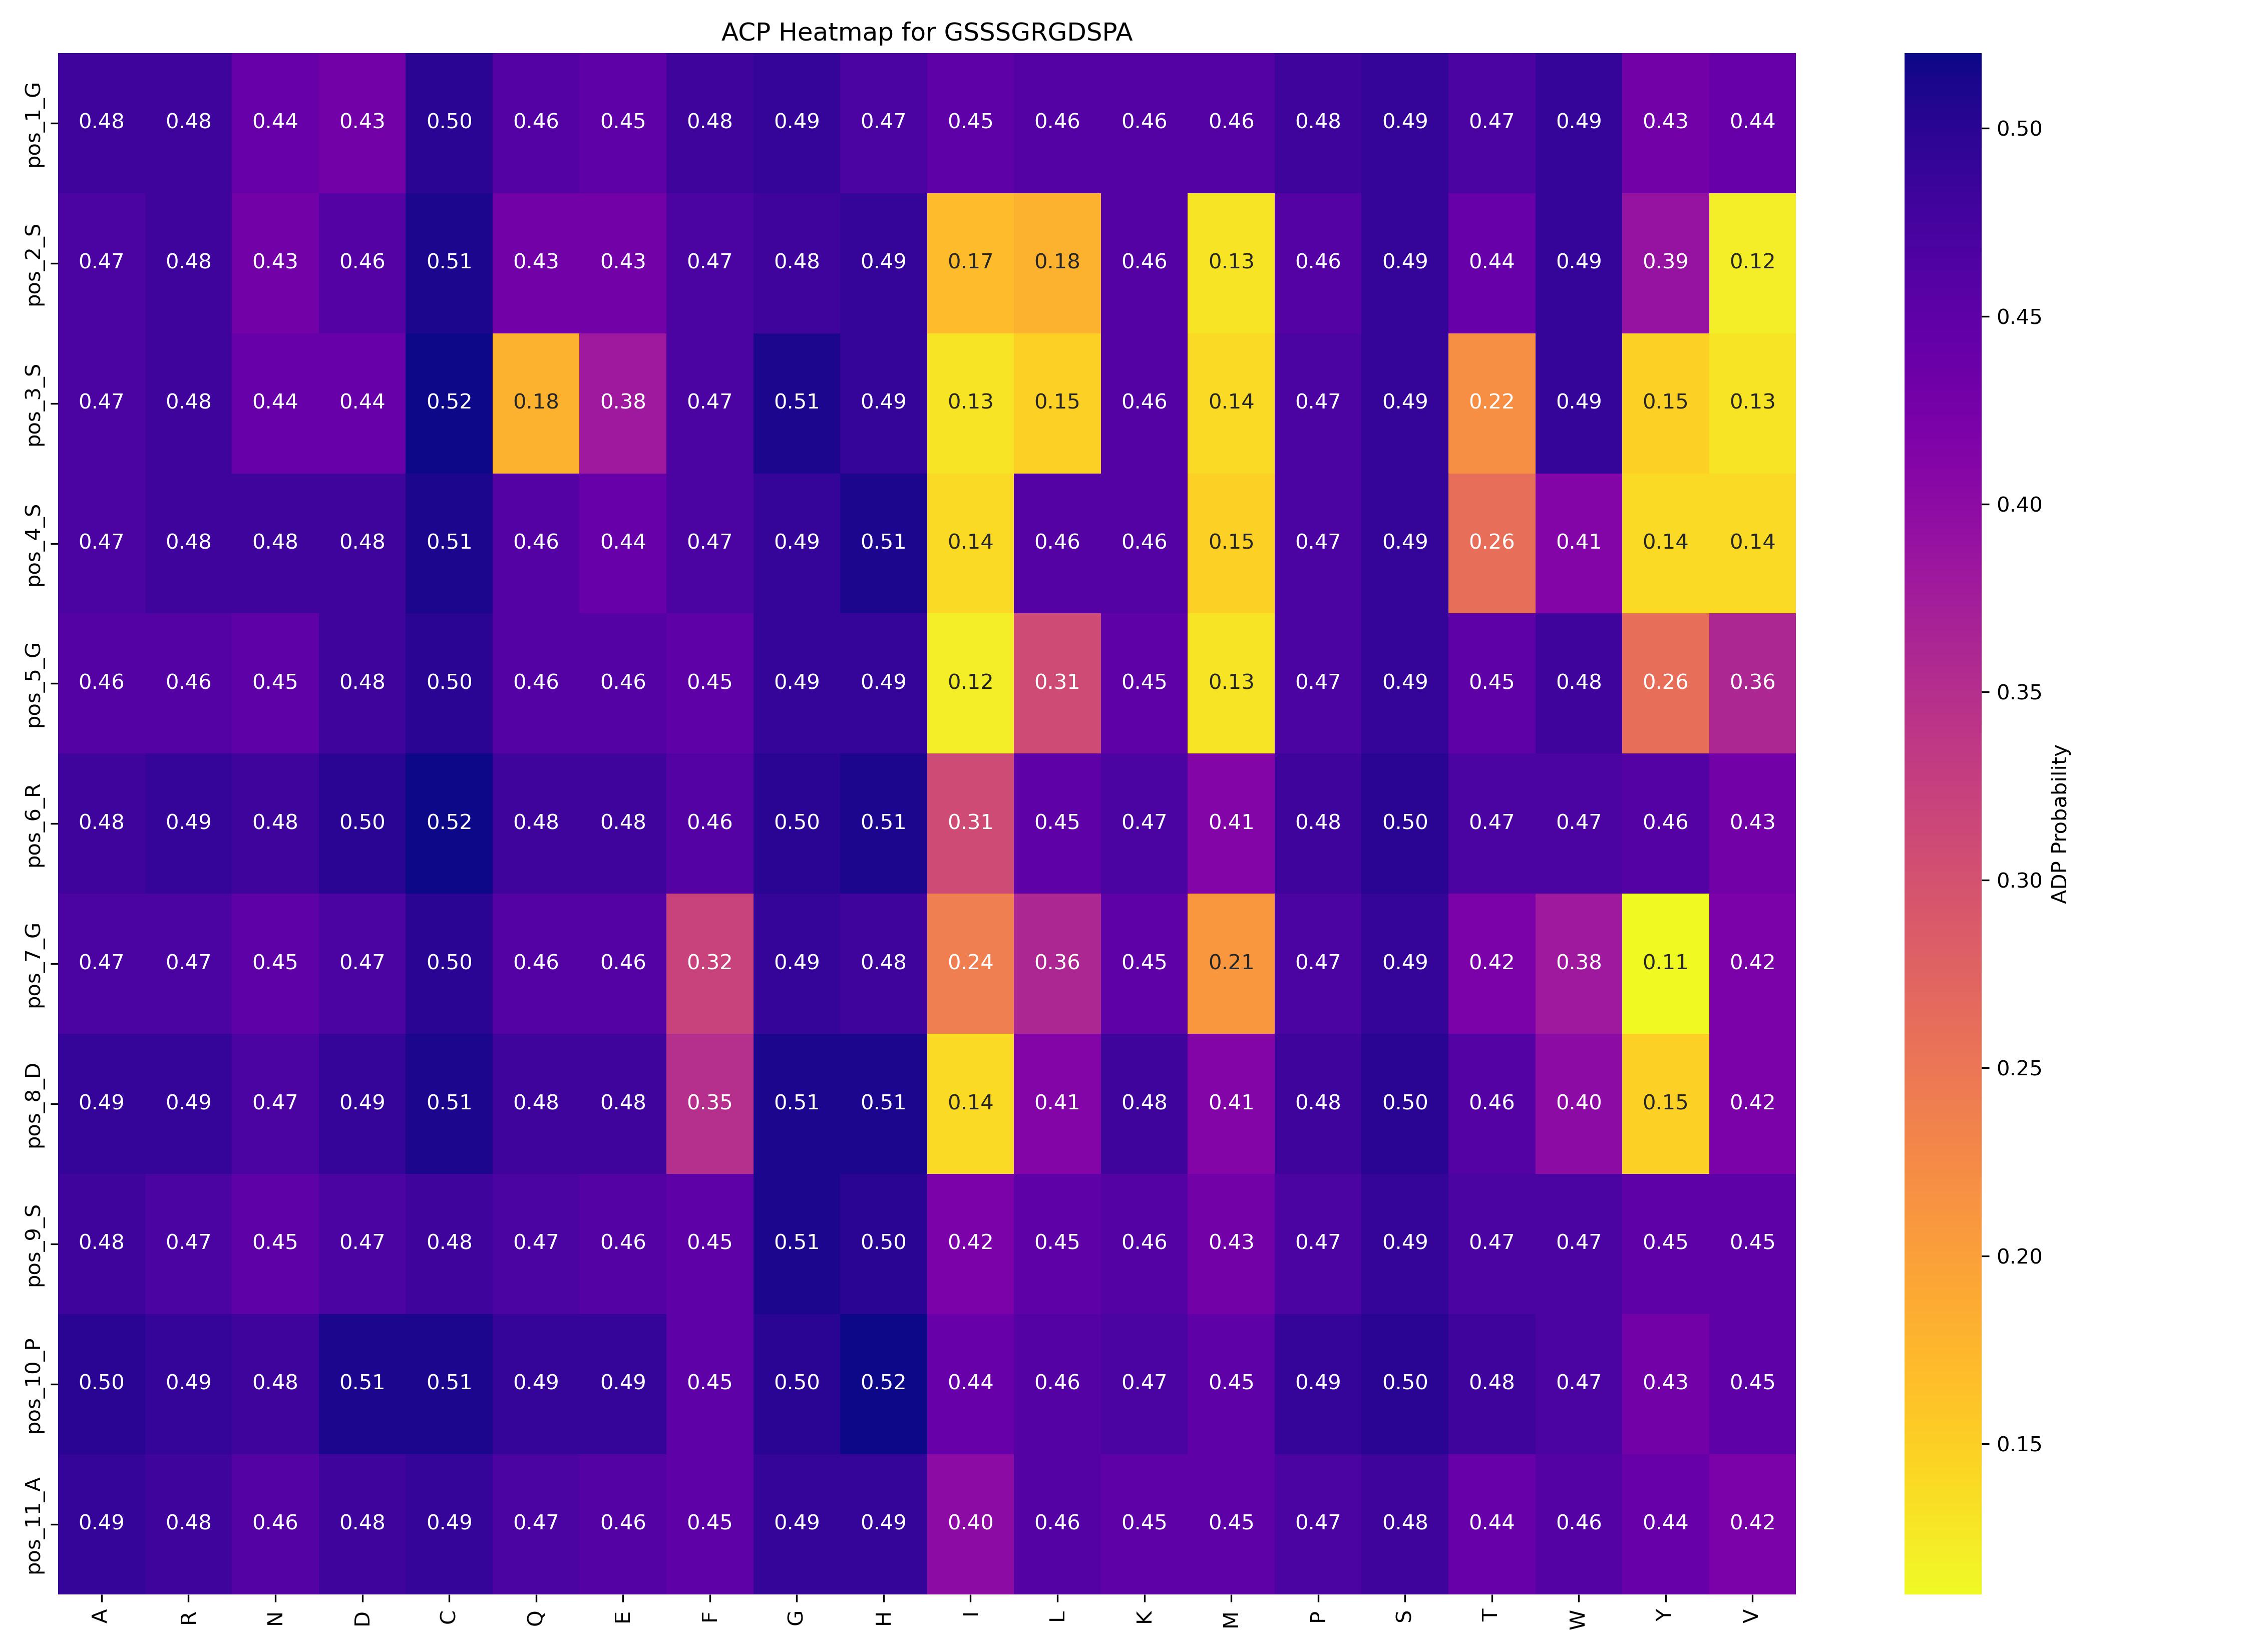 ACP Heatmap for GSSSGRGDSPA
pos_1_G 0.48 0.48 0.44 0.43 0.50 0.46 0.45 0.48 0.49 0.47 0.45 0.46 0.46 0.46 0.48 0.49 0.47 0.49 0.43 0.44
pos_2_S 0.47 0.48 0.43 0.46 0.51 0.43 0.43 0.47 0.48 0.49 0.17 0.18 0.46 0.13 0.46 0.49 0.44 0.49 0.39 0.12
pos_3_S 0.47 0.48 0.44 0.44 0.52 0.18 0.38 0.47 0.51 0.49 0.13 0.15 0.46 0.14 0.47 0.49 0.22 0.49 0.15 0.13
pos_4_S 0.47 0.48 0.48 0.48 0.51 0.46 0.44 0.47 0.49 0.51 0.14 0.46 0.46 0.15 0.47 0.49 0.26 0.41 0.14 0.14
pos_5_G 0.46 0.46 0.45 0.48 0.50 0.46 0.46 0.45 0.49 0.49 0.12 0.31 0.45 0.13 0.47 0.49 0.45 0.48 0.26 0.36
pos_6_R 0.48 0.49 0.48 0.50 0.52 0.48 0.48 0.46 0.50 0.51 0.31 0.45 0.47 0.41 0.48 0.50 0.47 0.47 0.46 0.43
pos_7_G 0.47 0.47 0.45 0.47 0.50 0.46 0.46 0.32 0.49 0.48 0.24 0.36 0.45 0.21 0.47 0.49 0.42 0.38 0.11 0.42
pos_8_D 0.49 0.49 0.47 0.49 0.51 0.48 0.48 0.35 0.51 0.51 0.14 0.41 0.48 0.41 0.48 0.50 0.46 0.40 0.15 0.42
pos_9_S 0.48 0.47 0.45 0.47 0.48 0.47 0.46 0.45 0.51 0.50 0.42 0.45 0.46 0.43 0.47 0.49 0.47 0.47 0.45 0.45
pos_10_P 0.50 0.49 0.48 0.51 0.51 0.49 0.49 0.45 0.50 0.52 0.44 0.46 0.47 0.45 0.49 0.50 0.48 0.47 0.43 0.45
pos_11_A 0.49 0.48 0.46 0.48 0.49 0.47 0.46 0.45 0.49 0.49 0.40 0.46 0.45 0.45 0.47 0.48 0.44 0.46 0.44 0.42
A R N D C Q E F G H I L K M P S T W Y V
0.50
0.45
0.40
0.35
0.30
0.25
0.20
0.15
ADP Probability